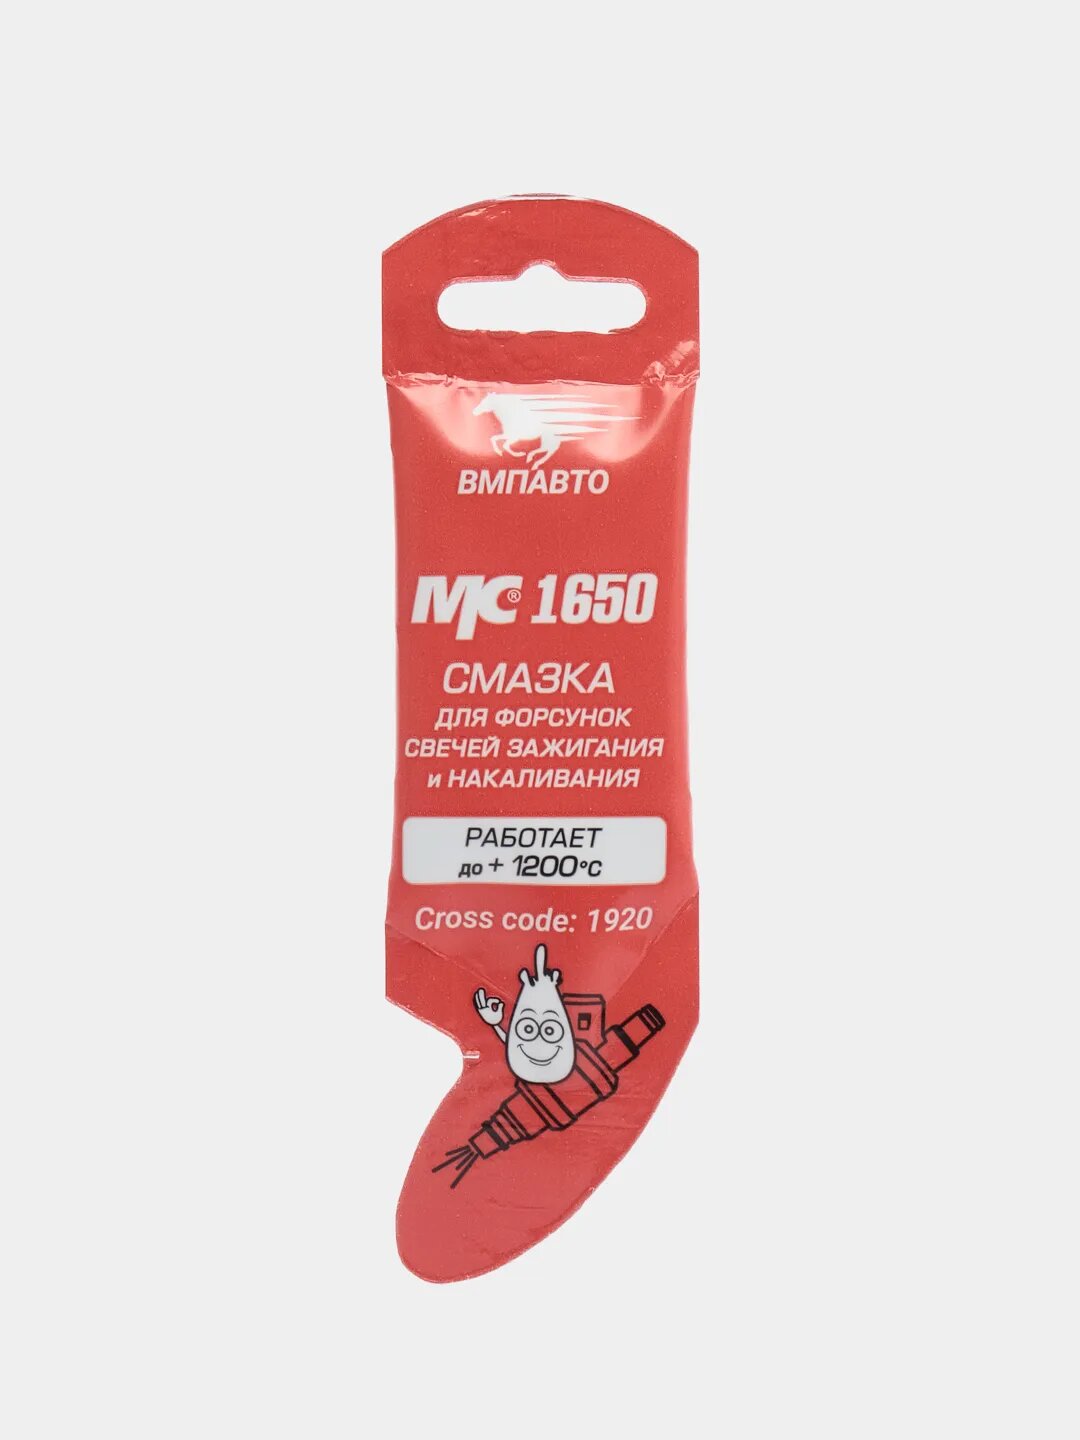 ВМПАВТО
МС® 1650
СМАЗКА
ДЛЯ ФОРСУНОК
СВЕЧЕЙ ЗАЖИГАНИЯ
и НАКАЛИВАНИЯ
РАБОТАЕТ
до + 1200°С
Cross code: 1920